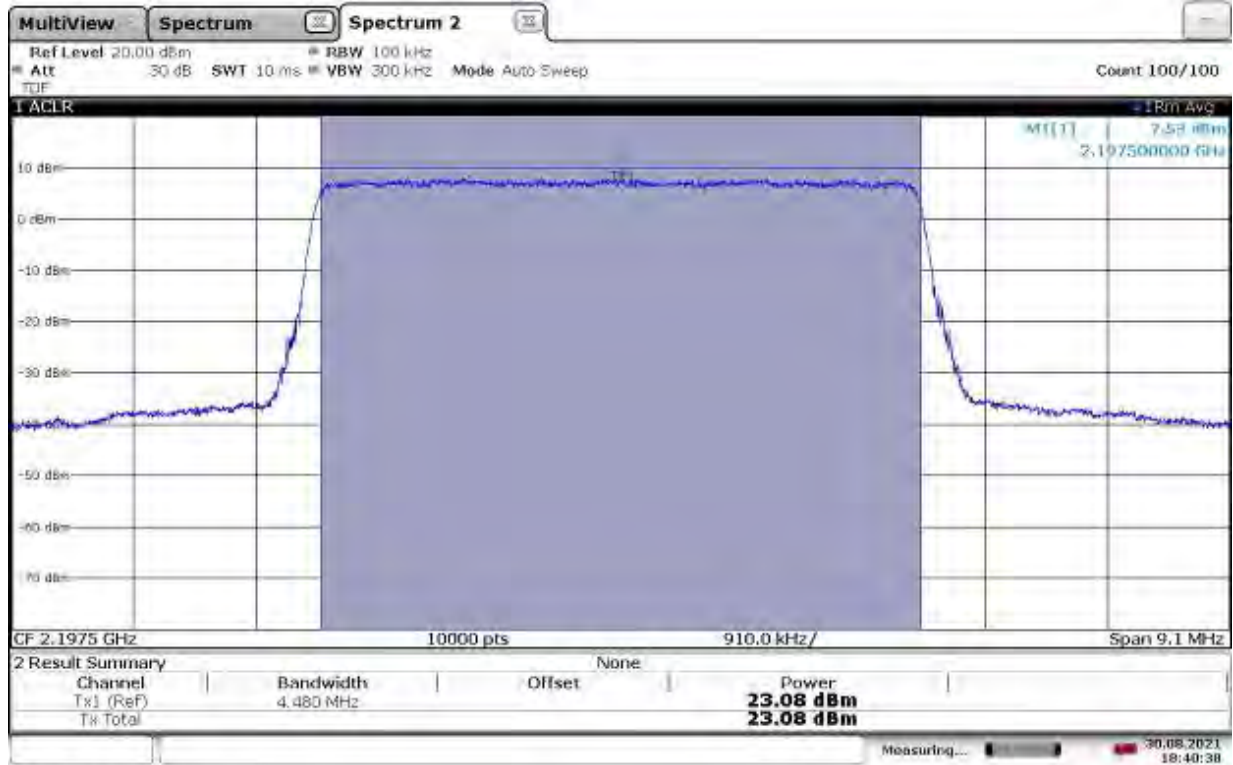 MultiView Spectrum Spectrum 2
Ref Level 20.00 dBm RBW 100 kHz
Att 30 dB SWT 10 ms VBW 300 kHz Mode Auto Sweep Count 100/100
TDF
1 ACLR 1Rm Avg
M1[1] 7.53 dBm
2.197500000 GHz
10 dBm
0 dBm
-10 dBm
-20 dBm
-30 dBm
-50 dBm
-60 dBm
-70 dBm
CF 2.1975 GHz 10000 pts 910.0 kHz/ Span 9.1 MHz
2 Result Summary None
Channel Bandwidth Offset Power
Tx1 (Ref) 4.480 MHz 23.08 dBm
Tx Total 23.08 dBm
Measuring... 30.08.2021
18:40:38